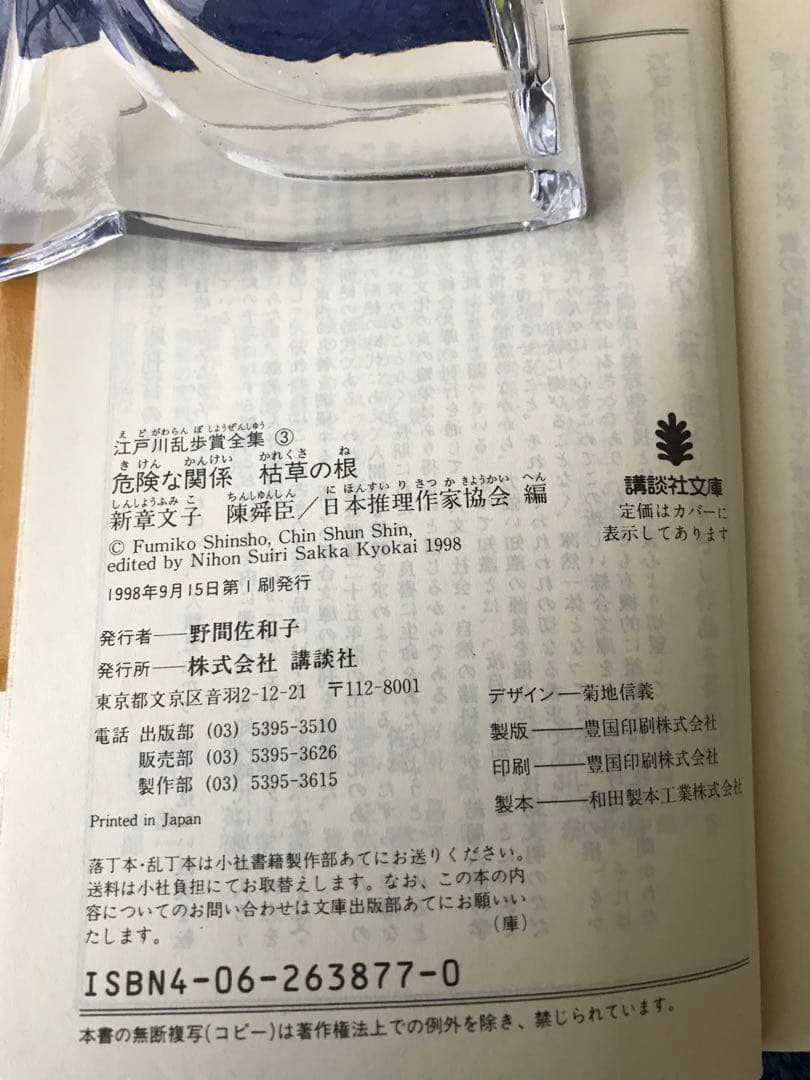 江戸川乱歩賞全集 ③
危険な関係 枯草の根
新章文子 陳舜臣/日本推理作家協会 編
© Fumiko Shinsho, Chin Shun Shin,
edited by Nihon Suiri Sakka Kyokai 1998
1998年9月15日第1刷発行
発行者——野間佐和子
発行所——株式会社 講談社
東京都文京区音羽2-12-21 〒112-8001
電話 出版部 (03) 5395-3510
販売部 (03) 5395-3626
製作部 (03) 5395-3615
Printed in Japan
講談社文庫
定価はカバーに
表示してあります
デザイン—菊地信義
製版———豊国印刷株式会社
印刷———豊国印刷株式会社
製本———和田製本工業株式会社
落丁本・乱丁本は小社書籍製作部あてにお送りください。
送料は小社負担にてお取替えします。なお、この本の内
容についてのお問い合わせは文庫出版部あてにお願いい
たします。 (庫)
ISBN4-06-263877-0
本書の無断複写(コピー)は著作権法上での例外を除き、禁じられています。